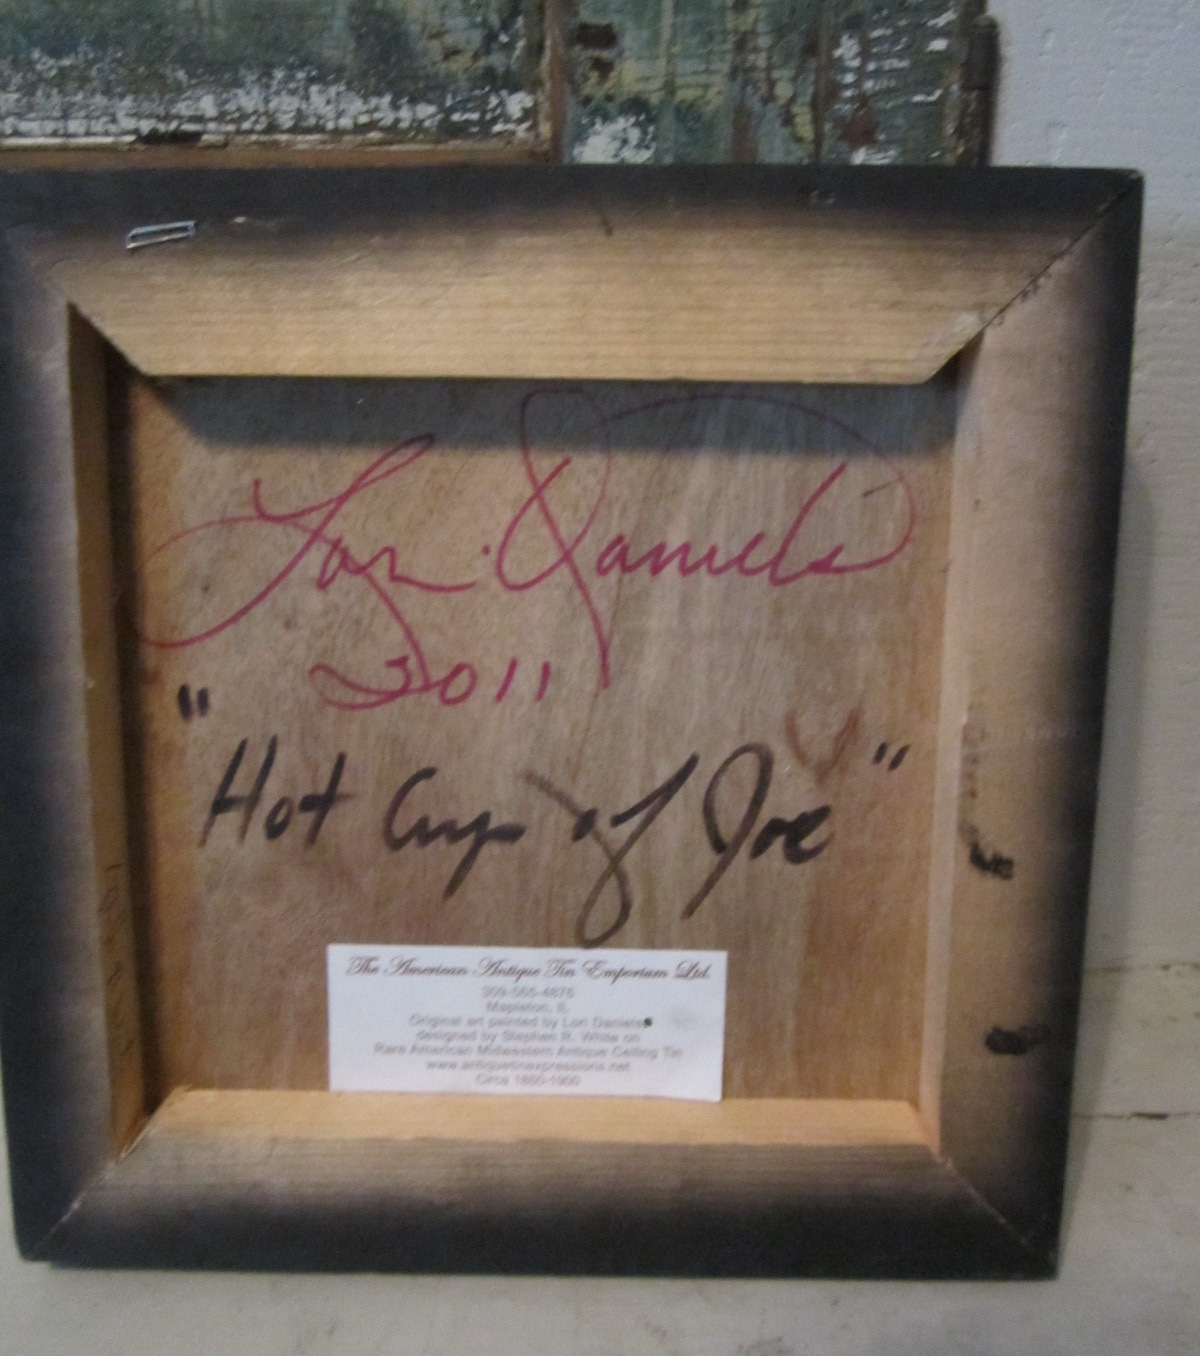 Lori Daniels
2011
"Hot Cup of Joe"
The American Antique Tin Emporium Ltd.
309-565-4876
Mapleton, IL
Original art painted by Lori Daniels
designed by Stephen R. White on
Rare American Midwestern Antique Ceiling Tin
www.antiquetinexpressions.net
Circa 1850-1900